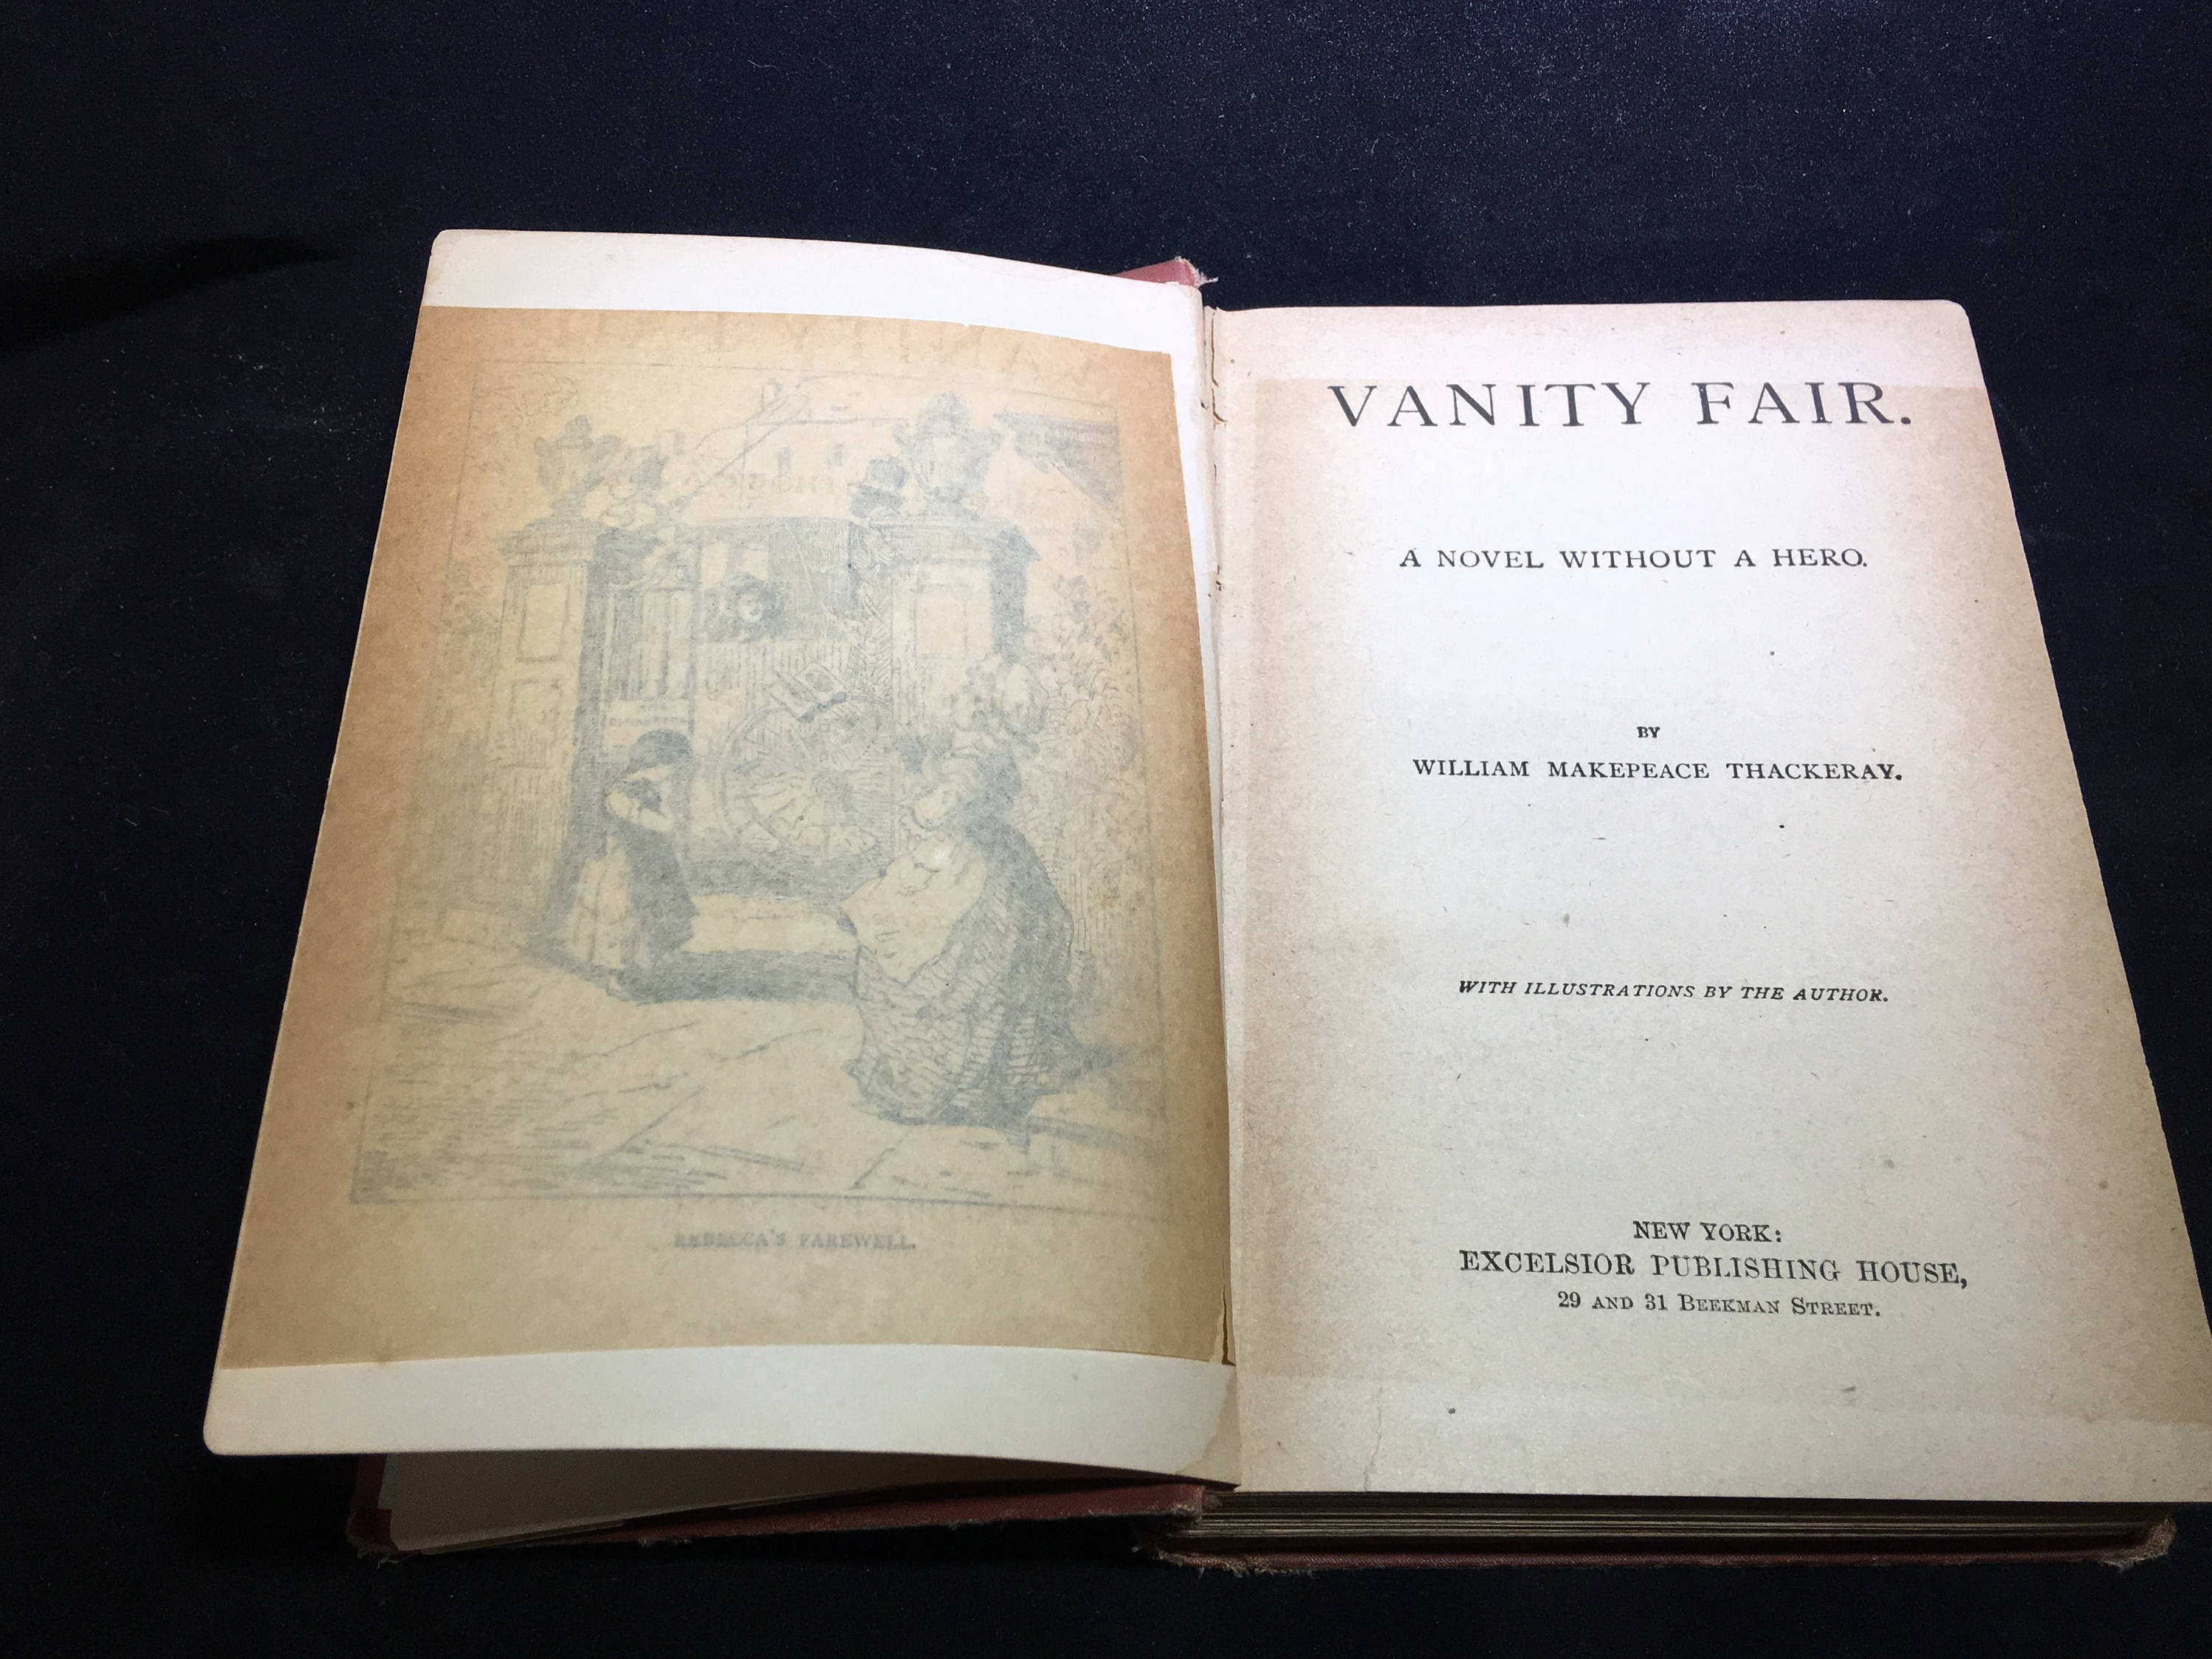 REBECCA'S FAREWELL.
VANITY FAIR.
A NOVEL WITHOUT A HERO.
BY
WILLIAM MAKEPEACE THACKERAY.
WITH ILLUSTRATIONS BY THE AUTHOR.
NEW YORK:
EXCELSIOR PUBLISHING HOUSE,
29 AND 31 BEEKMAN STREET.